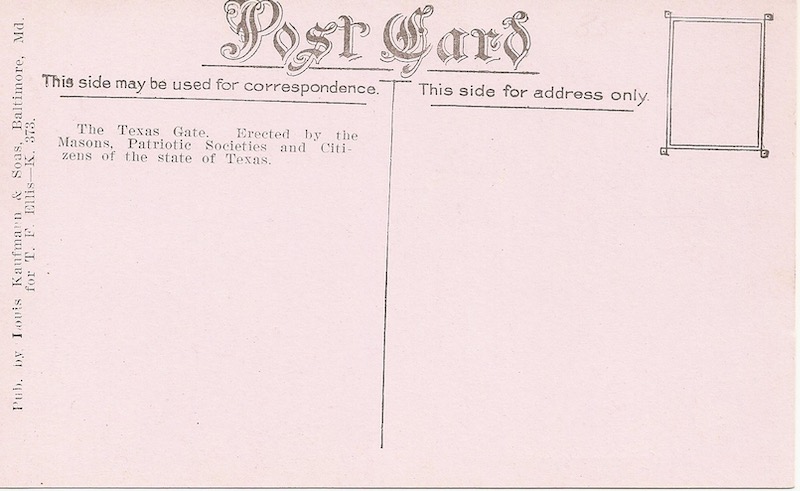 Post Card
This side may be used for correspondence.
This side for address only.
The Texas Gate. Erected by the
Masons, Patriotic Societies and Citi-
zens of the state of Texas.
Pub. by Louis Kaufmann & Sons, Baltimore, Md.
for T. F. Ellis—K. 373.